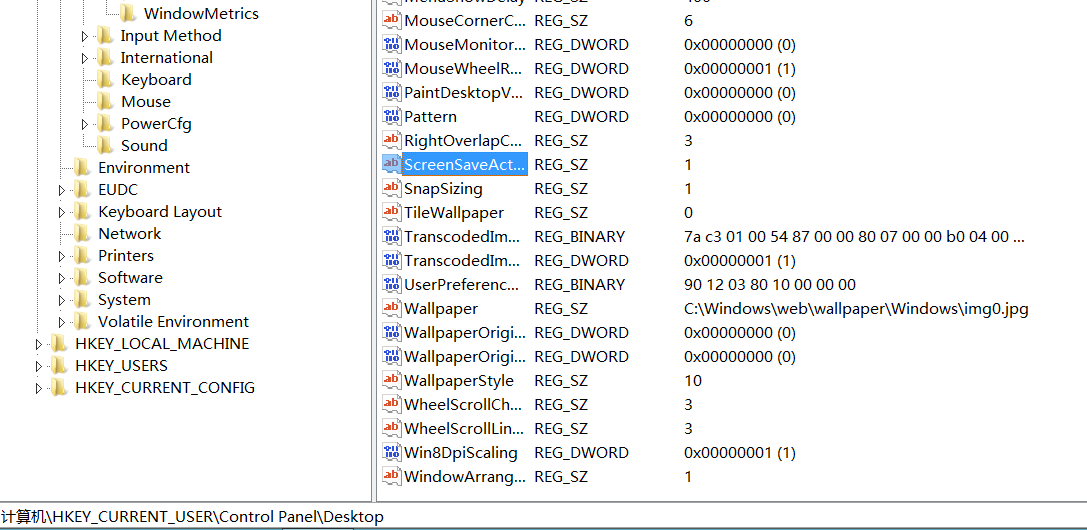 WindowMetrics
Input Method
International
Keyboard
Mouse
PowerCfg
Sound
Environment
EUDC
Keyboard Layout
Network
Printers
Software
System
Volatile Environment
HKEY_LOCAL_MACHINE
HKEY_USERS
HKEY_CURRENT_CONFIG
MouseCornerC... REG_SZ 6
MouseMonitor... REG_DWORD 0x00000000 (0)
MouseWheelR... REG_DWORD 0x00000001 (1)
PaintDesktopV... REG_DWORD 0x00000000 (0)
Pattern REG_DWORD 0x00000000 (0)
RightOverlapC... REG_SZ 3
ScreenSaveAct... REG_SZ 1
SnapSizing REG_SZ 1
TileWallpaper REG_SZ 0
TranscodedIm... REG_BINARY 7a c3 01 00 54 87 00 00 80 07 00 00 b0 04 00 ...
TranscodedIm... REG_DWORD 0x00000001 (1)
UserPreferenc... REG_BINARY 90 12 03 80 10 00 00 00
Wallpaper REG_SZ C:\Windows\web\wallpaper\Windows\img0.jpg
WallpaperOrigi... REG_DWORD 0x00000000 (0)
WallpaperOrigi... REG_DWORD 0x00000000 (0)
WallpaperStyle REG_SZ 10
WheelScrollCh... REG_SZ 3
WheelScrollLin... REG_SZ 3
Win8DpiScaling REG_DWORD 0x00000001 (1)
WindowArrang... REG_SZ 1
计算机\HKEY_CURRENT_USER\Control Panel\Desktop